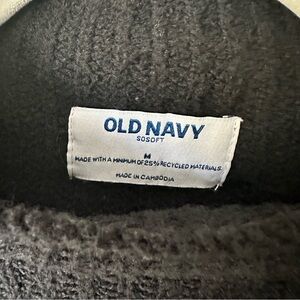 OLD NAVY
SOSOFT
M
MADE WITH A MINIMUM OF 25% RECYCLED MATERIALS.
MADE IN CAMBODIA